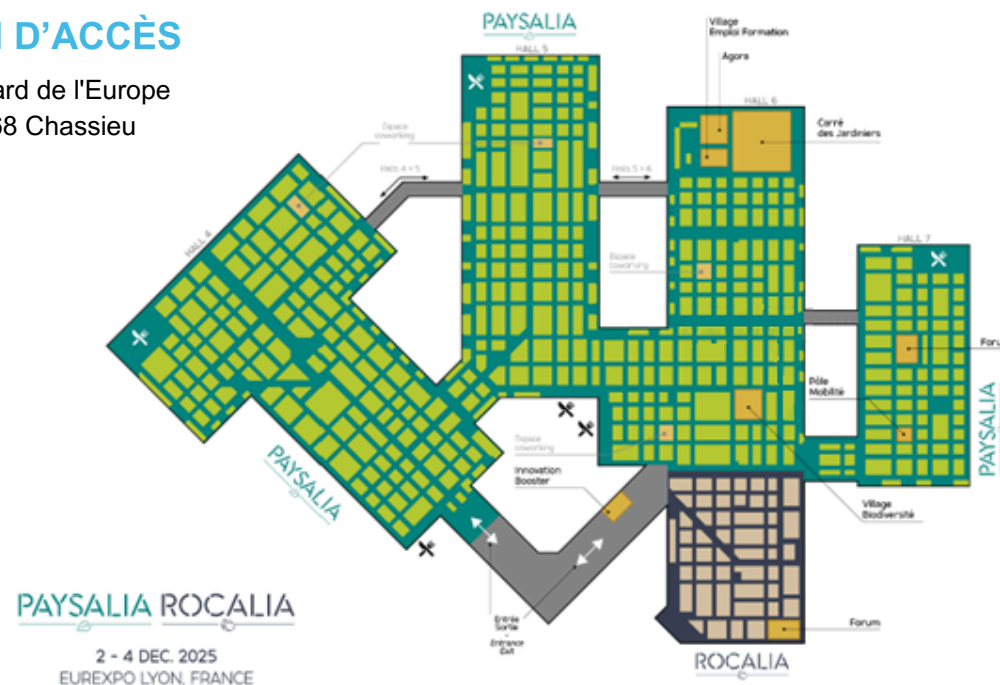 D'ACCÈS
ard de l'Europe
68 Chassieu
PAYSALIA
HALL 5
Village
Emploi Formation
Agora
HALL 6
Carré
des Jardiniers
Espace
coworking
Halls 4 > 5
Halls 5 > 6
HALL 4
Espace
coworking
HALL 7
Foru
Pôle
Mobilité
PAYSALIA
PAYSALIA
Espace
coworking
Innovation
Booster
Village
Biodiversité
Entrée
Sortie
-
Entrance
Exit
Forum
ROCALIA
PAYSALIA ROCALIA
2 - 4 DEC. 2025
EUREXPO LYON, FRANCE